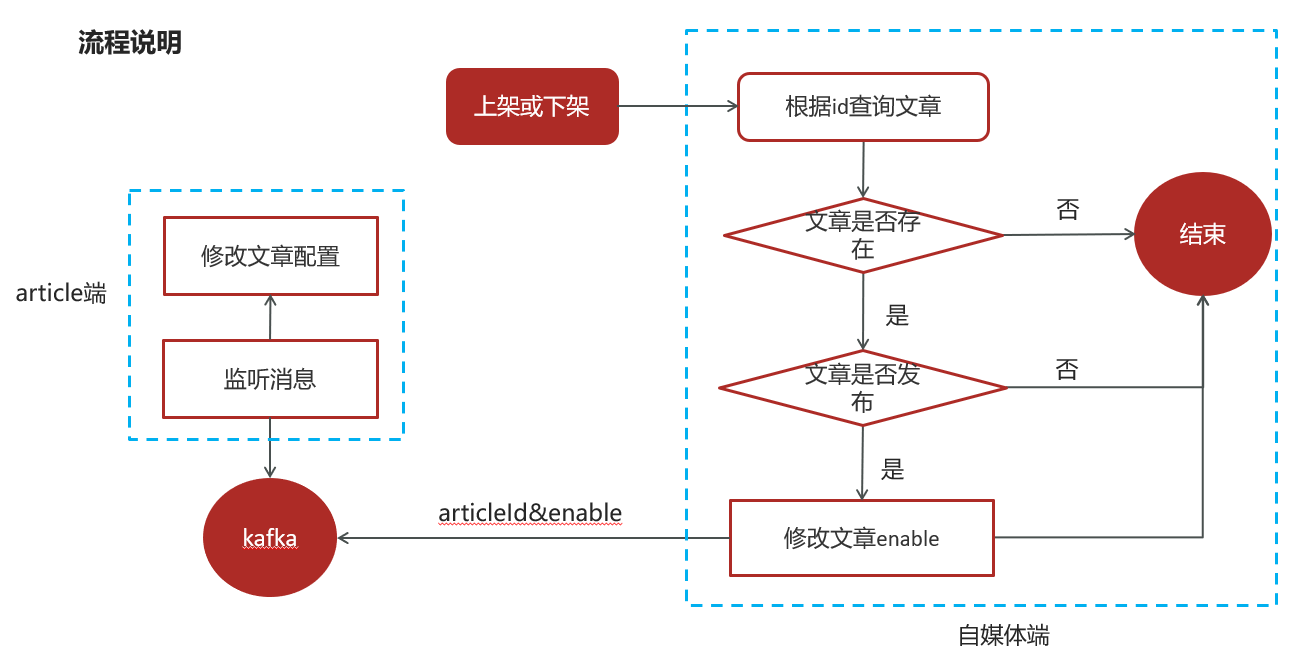 流程说明
上架或下架
根据id查询文章
文章是否存
在
否
结束
是
文章是否发
布
否
是
修改文章enable
自媒体端
articleId&enable
kafka
监听消息
修改文章配置
article端